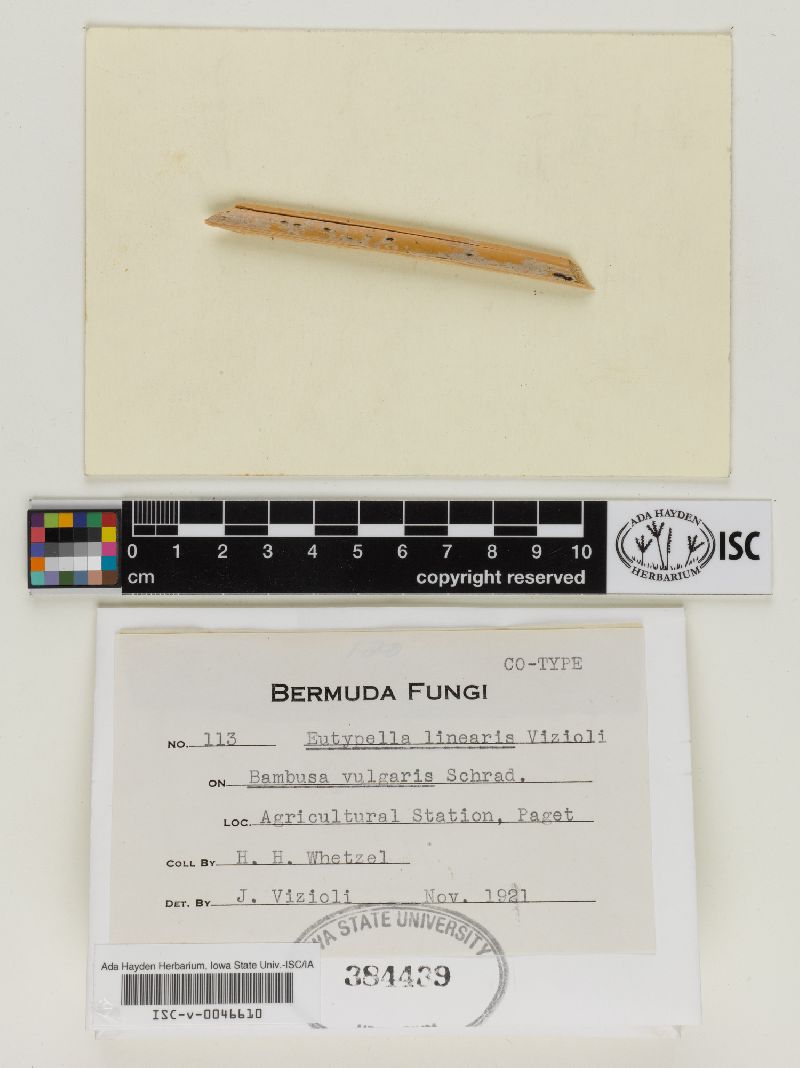 0 1 2 3 4 5 6 7 8 9 10
cm
copyright reserved
ADA HAYDEN
HERBARIUM
ISC
CO-TYPE
BERMUDA FUNGI
NO. 113 Eutypella linearis Vizioli
ON Bambusa vulgaris Schrad.
LOC. Agricultural Station, Paget
COLL BY H. H. Whetzel
DET. BY J. Vizioli Nov. 1921
STATE UNIVERSITY
384439
Ada Hayden Herbarium, Iowa State Univ.-ISC/IA
ISC-v-0046610